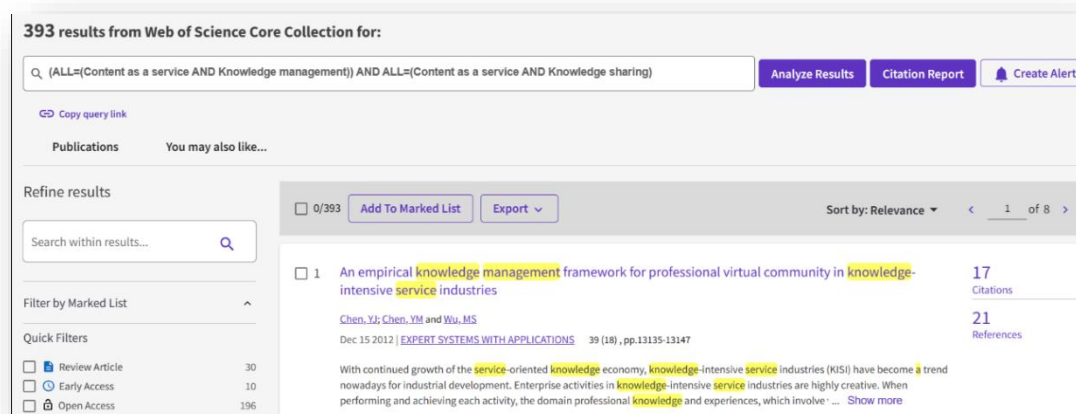 393 results from Web of Science Core Collection for:
(ALL=(Content as a service AND Knowledge management)) AND ALL=(Content as a service AND Knowledge sharing)
Analyze Results
Citation Report
Create Alert
Copy query link
Publications
You may also like...
Refine results
Search within results...
Filter by Marked List
Quick Filters
Review Article 30
Early Access 10
Open Access 196
0/393
Add To Marked List
Export
Sort by: Relevance
1 of 8
1
An empirical knowledge management framework for professional virtual community in knowledge-
intensive service industries
Chen, YJ; Chen, YM and Wu, MS
Dec 15 2012 | EXPERT SYSTEMS WITH APPLICATIONS 39 (18) , pp.13135-13147
With continued growth of the service-oriented knowledge economy, knowledge-intensive service industries (KISI) have become a trend
nowadays for industrial development. Enterprise activities in knowledge-intensive service industries are highly creative. When
performing and achieving each activity, the domain professional knowledge and experiences, which involve · ... Show more
17
Citations
21
References